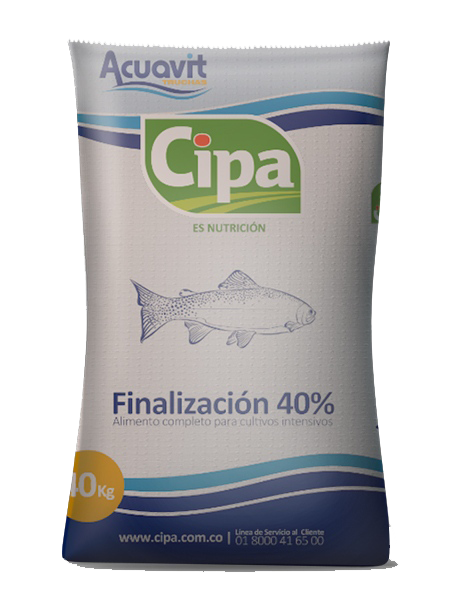 Acuavit
TRUCHAS
Cipa
ES NUTRICIÓN
Finalización 40%
Alimento completo para cultivos intensivos
40Kg
www.cipa.com.co | Línea de Servicio al Cliente
01 8000 41 65 00